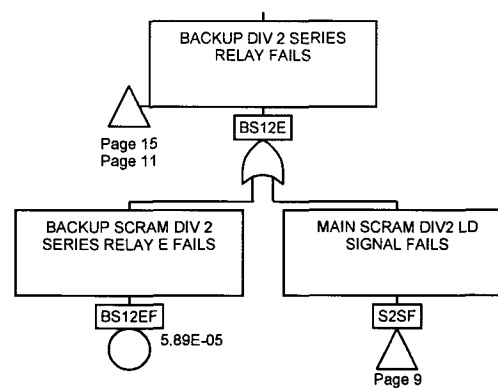 BACKUP DIV 2 SERIES
RELAY FAILS
Page 15
Page 11
BS12E
BACKUP SCRAM DIV 2
SERIES RELAY E FAILS
MAIN SCRAM DIV2 LD
SIGNAL FAILS
BS12EF
5.89E-05
S2SF
Page 9